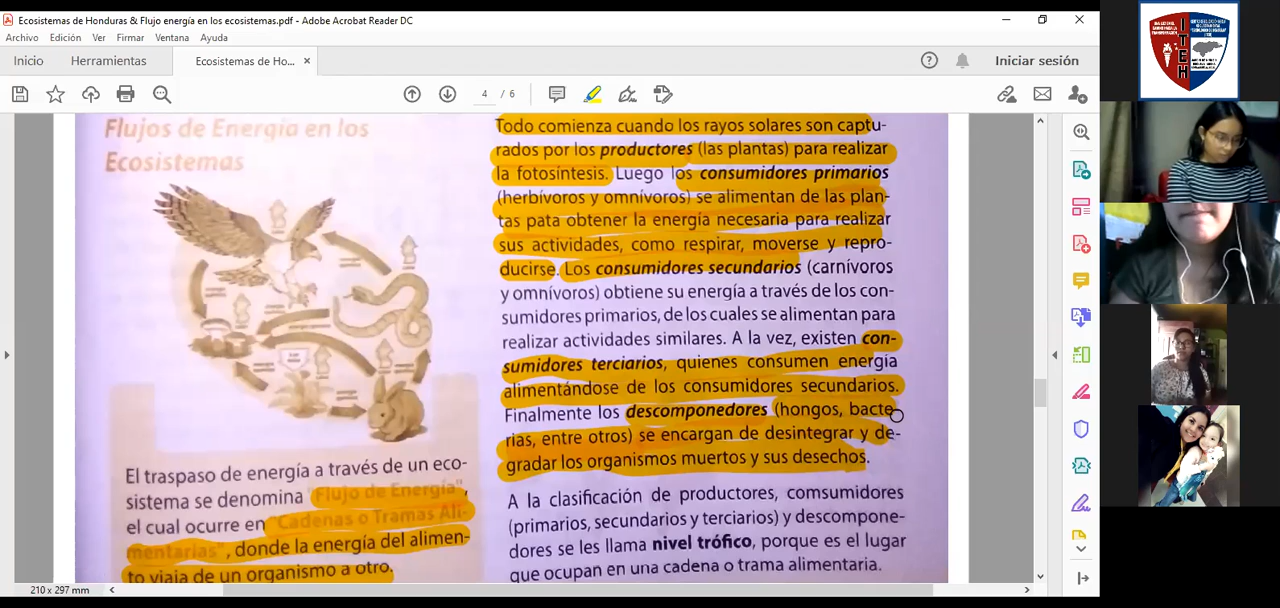 Ecosistemas de Honduras & Flujo energía en los ecosistemas.pdf - Adobe Acrobat Reader DC
Archivo Edición Ver Firmar Ventana Ayuda
Inicio Herramientas Ecosistemas de Ho... × Iniciar sesión
4 / 6
Flujos de Energía en los
Ecosistemas
El traspaso de energía a través de un eco-
sistema se denomina "Flujo de Energía",
el cual ocurre en "Cadenas o Tramas Ali-
mentarias", donde la energía del alimen-
to viaja de un organismo a otro.
Todo comienza cuando los rayos solares son captu-
rados por los productores (las plantas) para realizar
la fotosíntesis. Luego los consumidores primarios
(herbívoros y omnívoros) se alimentan de las plan-
tas pata obtener la energía necesaria para realizar
sus actividades, como respirar, moverse y repro-
ducirse. Los consumidores secundarios (carnívoros
y omnívoros) obtiene su energía a través de los con-
sumidores primarios, de los cuales se alimentan para
realizar actividades similares. A la vez, existen con-
sumidores terciarios, quienes consumen energía
alimentándose de los consumidores secundarios.
Finalmente los descomponedores (hongos, bacte-
rias, entre otros) se encargan de desintegrar y de-
gradar los organismos muertos y sus desechos.
A la clasificación de productores, comsumidores
(primarios, secundarios y terciarios) y descompone-
dores se les llama nivel trófico, porque es el lugar
que ocupan en una cadena o trama alimentaria.
210 x 297 mm
ITEH